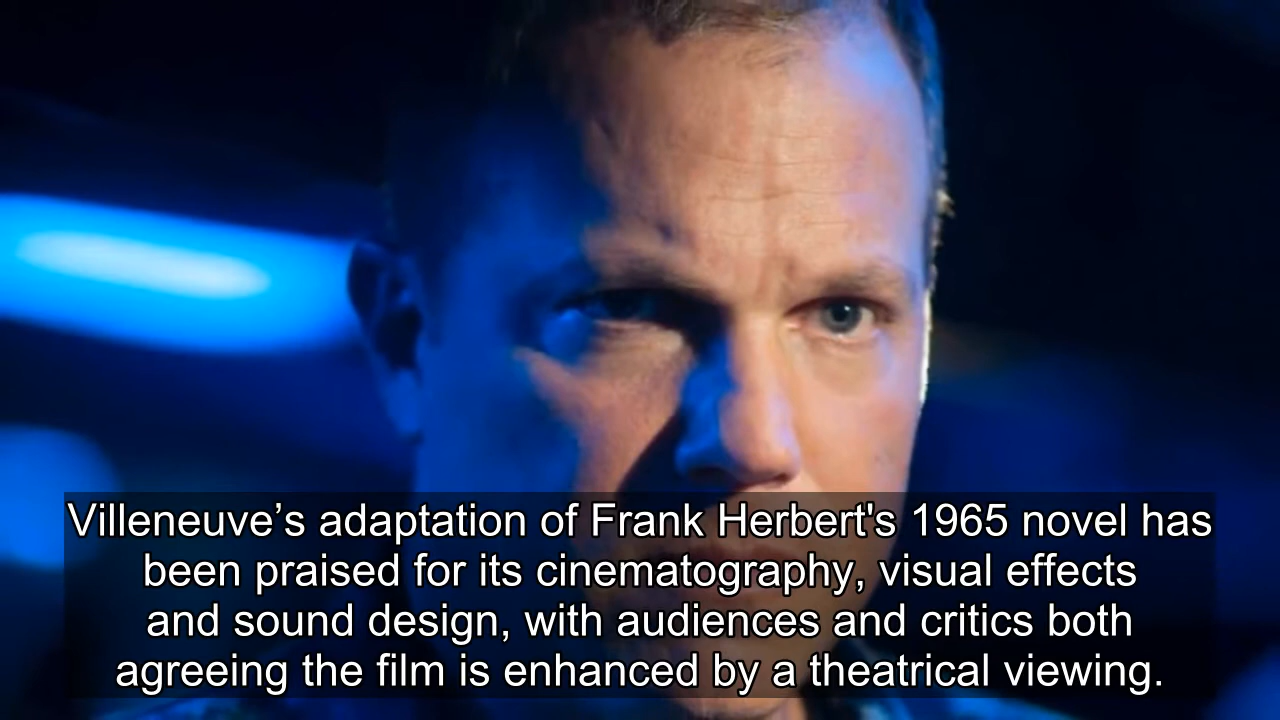 Villeneuve’s adaptation of Frank Herbert's 1965 novel has
been praised for its cinematography, visual effects
and sound design, with audiences and critics both
agreeing the film is enhanced by a theatrical viewing.